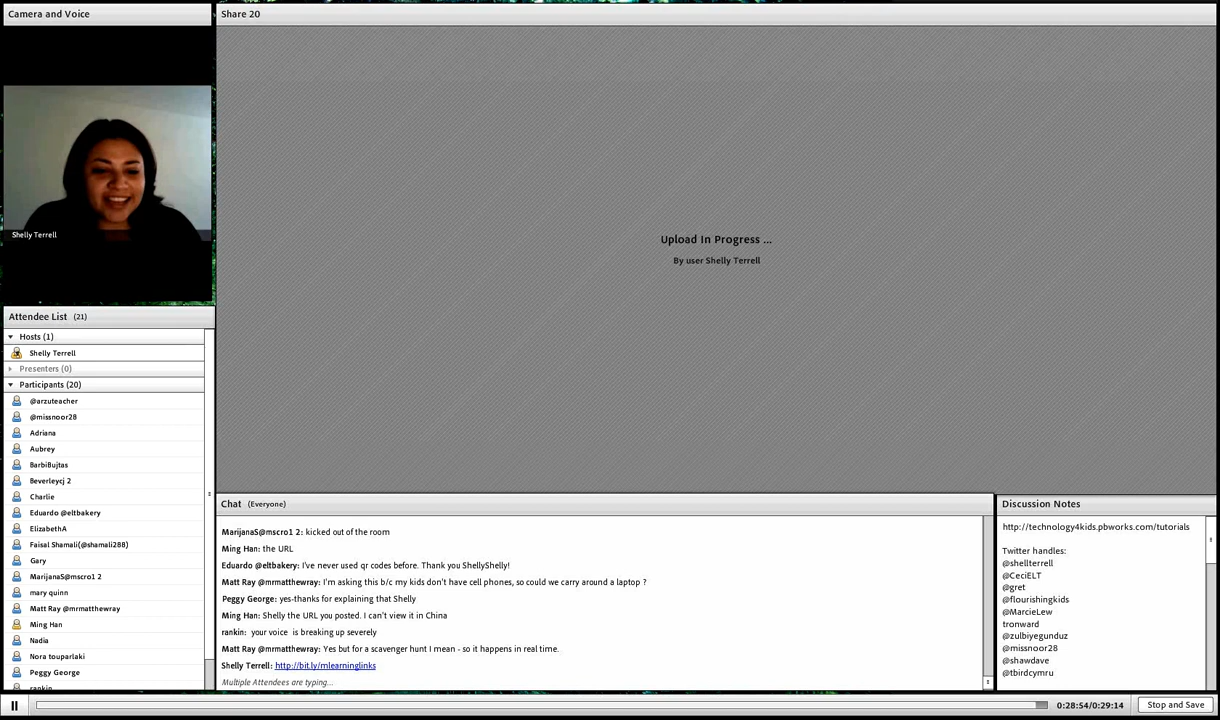 Camera and Voice
Shelly Terrell
Attendee List (21)
Hosts (1)
Shelly Terrell
Presenters (0)
Participants (20)
@arzuteacher
@missnoor28
Adriana
Aubrey
BarbiBujtas
Beverleycj 2
Charlie
Eduardo @eltbakery
ElizabethA
Faisal Shamali(@shamali288)
Gary
MarijanaS@mscro1 2
mary quinn
Matt Ray @mrmatthewray
Ming Han
Nadia
Nora touparlaki
Peggy George
rankin
Share 20
Upload In Progress ...
By user Shelly Terrell
Chat (Everyone)
MarijanaS@mscro1 2: kicked out of the room
Ming Han: the URL
Eduardo @eltbakery: I've never used qr codes before. Thank you ShellyShelly!
Matt Ray @mrmatthewray: I'm asking this b/c my kids don't have cell phones, so could we carry around a laptop ?
Peggy George: yes-thanks for explaining that Shelly
Ming Han: Shelly the URL you posted. I can't view it in China
rankin: your voice is breaking up severely
Matt Ray @mrmatthewray: Yes but for a scavenger hunt I mean - so it happens in real time.
Shelly Terrell: http://bit.ly/mlearninglinks
Multiple Attendees are typing...
Discussion Notes
http://technology4kids.pbworks.com/tutorials
Twitter handles:
@shellterrell
@CeciELT
@gret
@flourishingkids
@MarcieLew
tronward
@zulbiyegunduz
@missnoor28
@shawdave
@tbirdcymru
0:28:54/0:29:14
Stop and Save